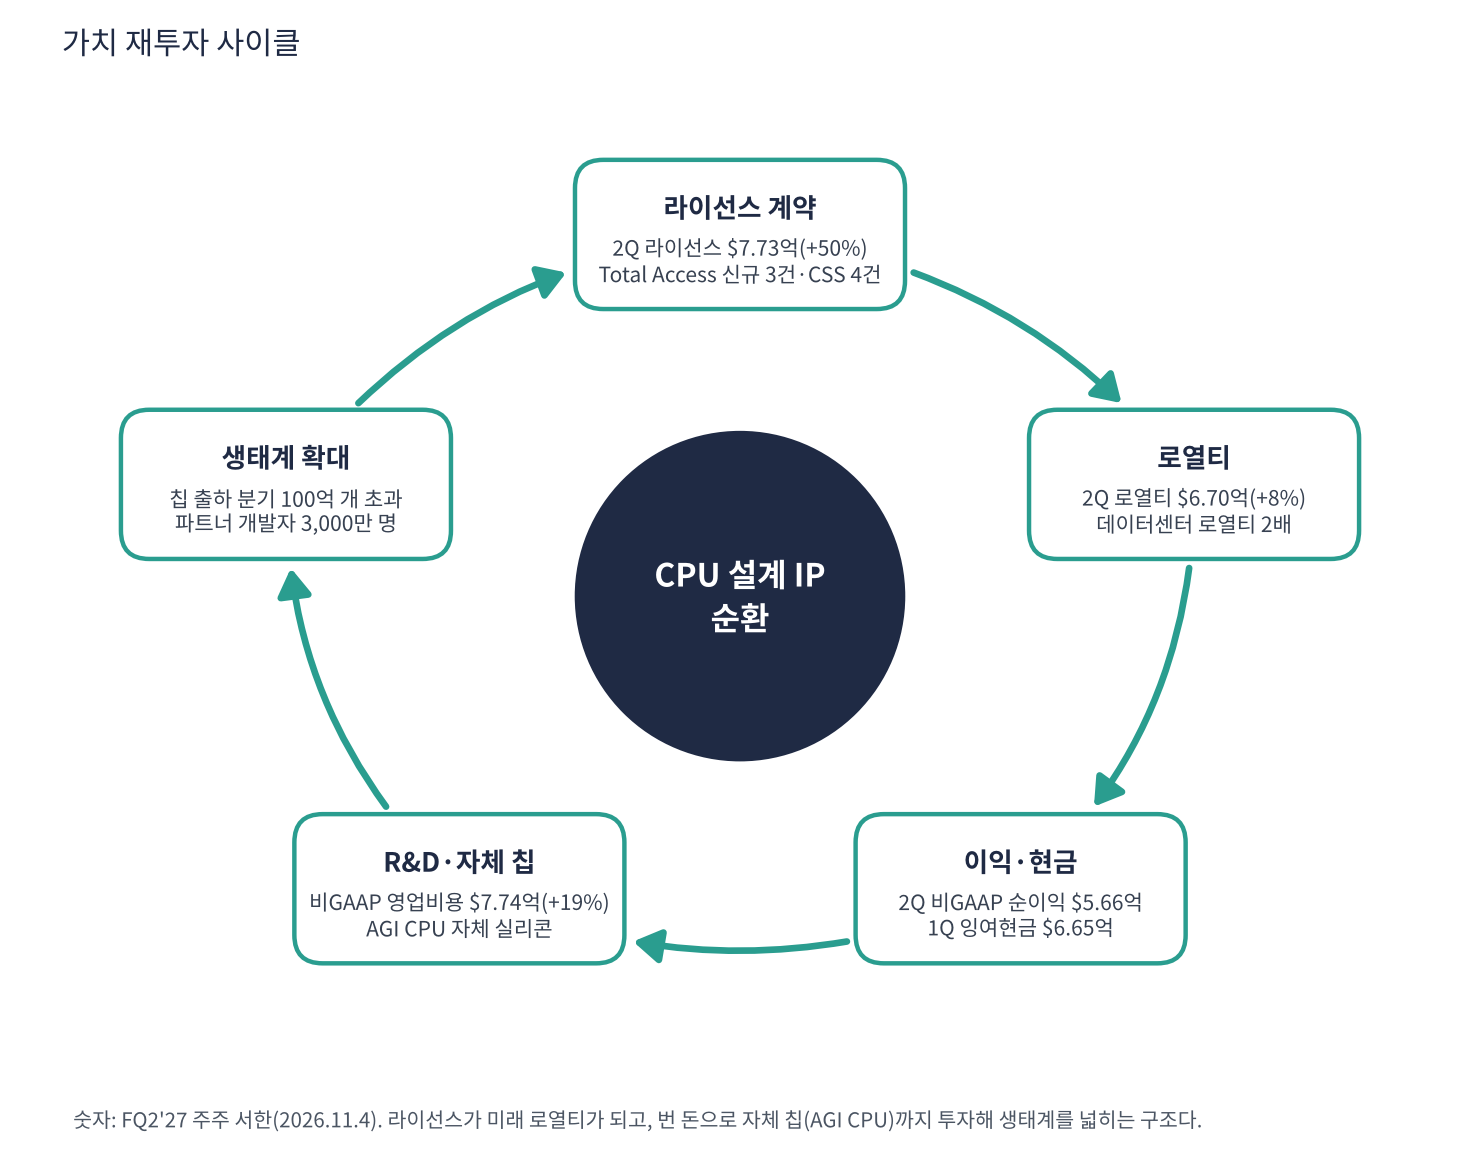 가치 재투자 사이클
라이선스 계약
2Q 라이선스 $7.73억(+50%)
Total Access 신규 3건·CSS 4건
로열티
2Q 로열티 $6.70억(+8%)
데이터센터 로열티 2배
이익·현금
2Q 비GAAP 순이익 $5.66억
1Q 잉여현금 $6.65억
R&D·자체 칩
비GAAP 영업비용 $7.74억(+19%)
AGI CPU 자체 실리콘
생태계 확대
칩 출하 분기 100억 개 초과
파트너 개발자 3,000만 명
CPU 설계 IP
순환
숫자: FQ2'27 주주 서한(2026.11.4). 라이선스가 미래 로열티가 되고, 번 돈으로 자체 칩(AGI CPU)까지 투자해 생태계를 넓히는 구조다.